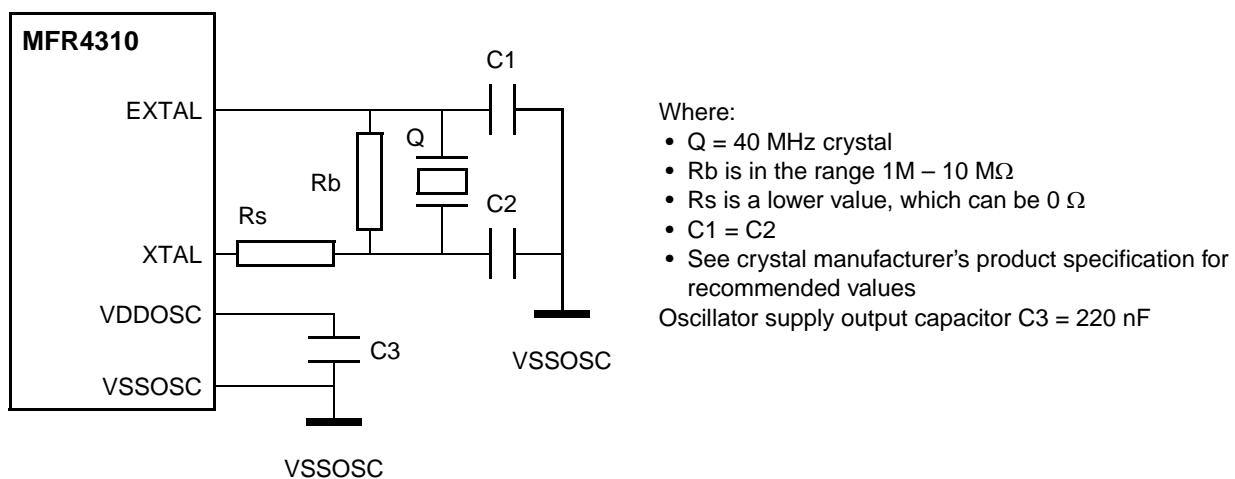 MFR4310
C1
EXTAL
Q
Rb
C2
Rs
XTAL
VDDOSC
C3
VSSOSC
VSSOSC
VSSOSC
Where:
• Q = 40 MHz crystal
• Rb is in the range 1M – 10 MΩ
• Rs is a lower value, which can be 0 Ω
• C1 = C2
• See crystal manufacturer’s product specification for
recommended values
Oscillator supply output capacitor C3 = 220 nF